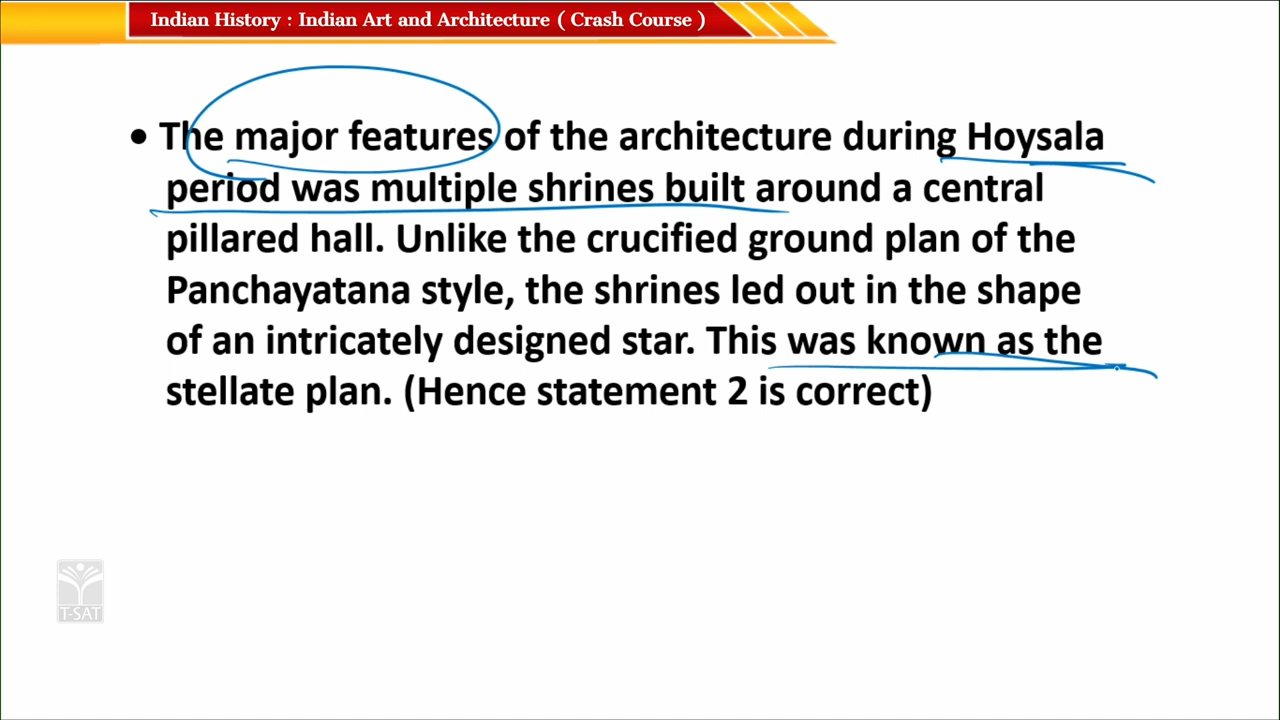 Indian History : Indian Art and Architecture ( Crash Course )
• The major features of the architecture during Hoysala
period was multiple shrines built around a central
pillared hall. Unlike the crucified ground plan of the
Panchayatana style, the shrines led out in the shape
of an intricately designed star. This was known as the
stellate plan. (Hence statement 2 is correct)
T-SAT